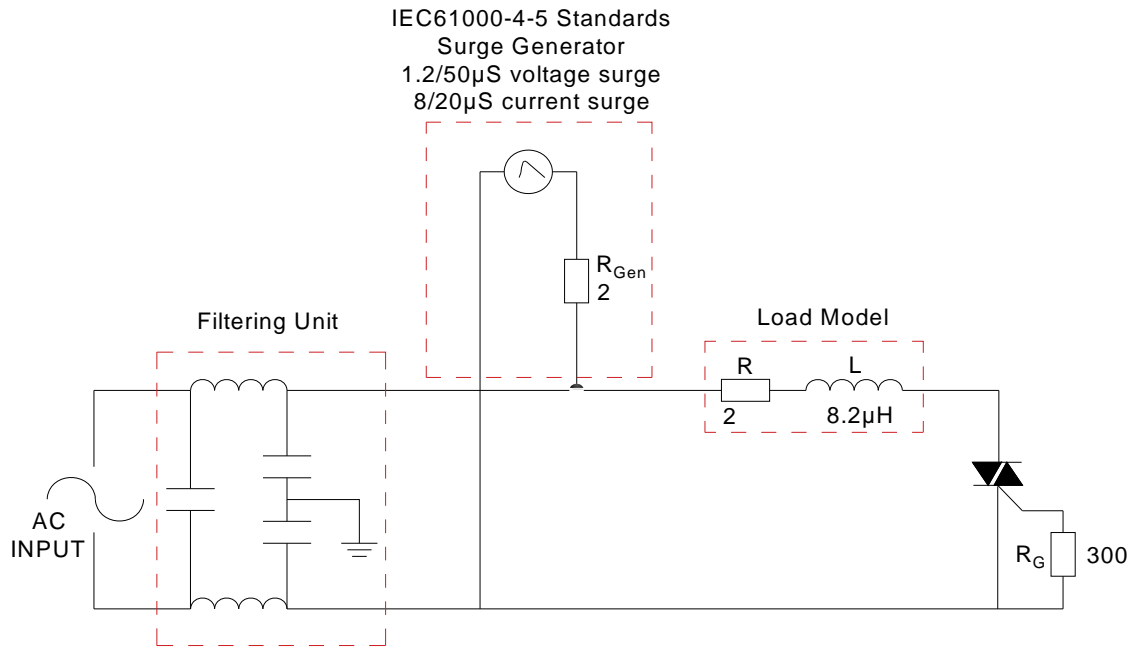 IEC61000-4-5 Standards
Surge Generator
1.2/50μS voltage surge
8/20μS current surge
RGen
2
Filtering Unit
Load Model
R
L
2
8.2μH
AC
INPUT
RG
300